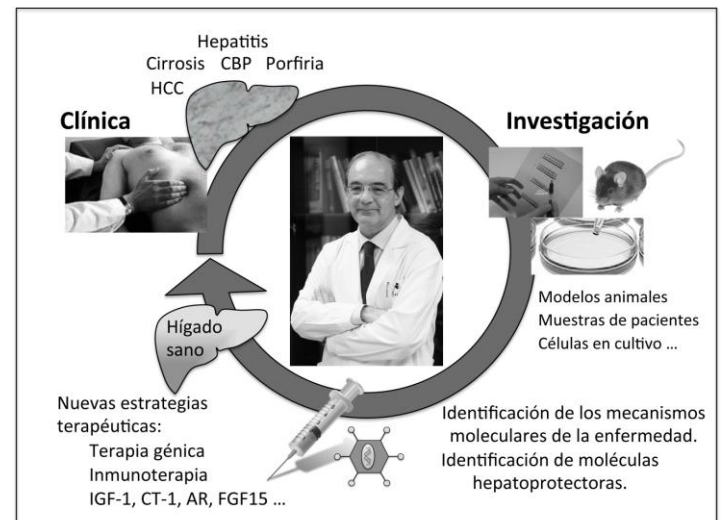 Hepatitis
Cirrosis CBP Porfiria
HCC
Clínica
Investigación
Modelos animales
Muestras de pacientes
Células en cultivo ...
Hígado
sano
Nuevas estrategias
terapéuticas:
Terapia génica
Inmunoterapia
IGF-1, CT-1, AR, FGF15 ...
Identificación de los mecanismos
moleculares de la enfermedad.
Identificación de moléculas
hepatoprotectoras.